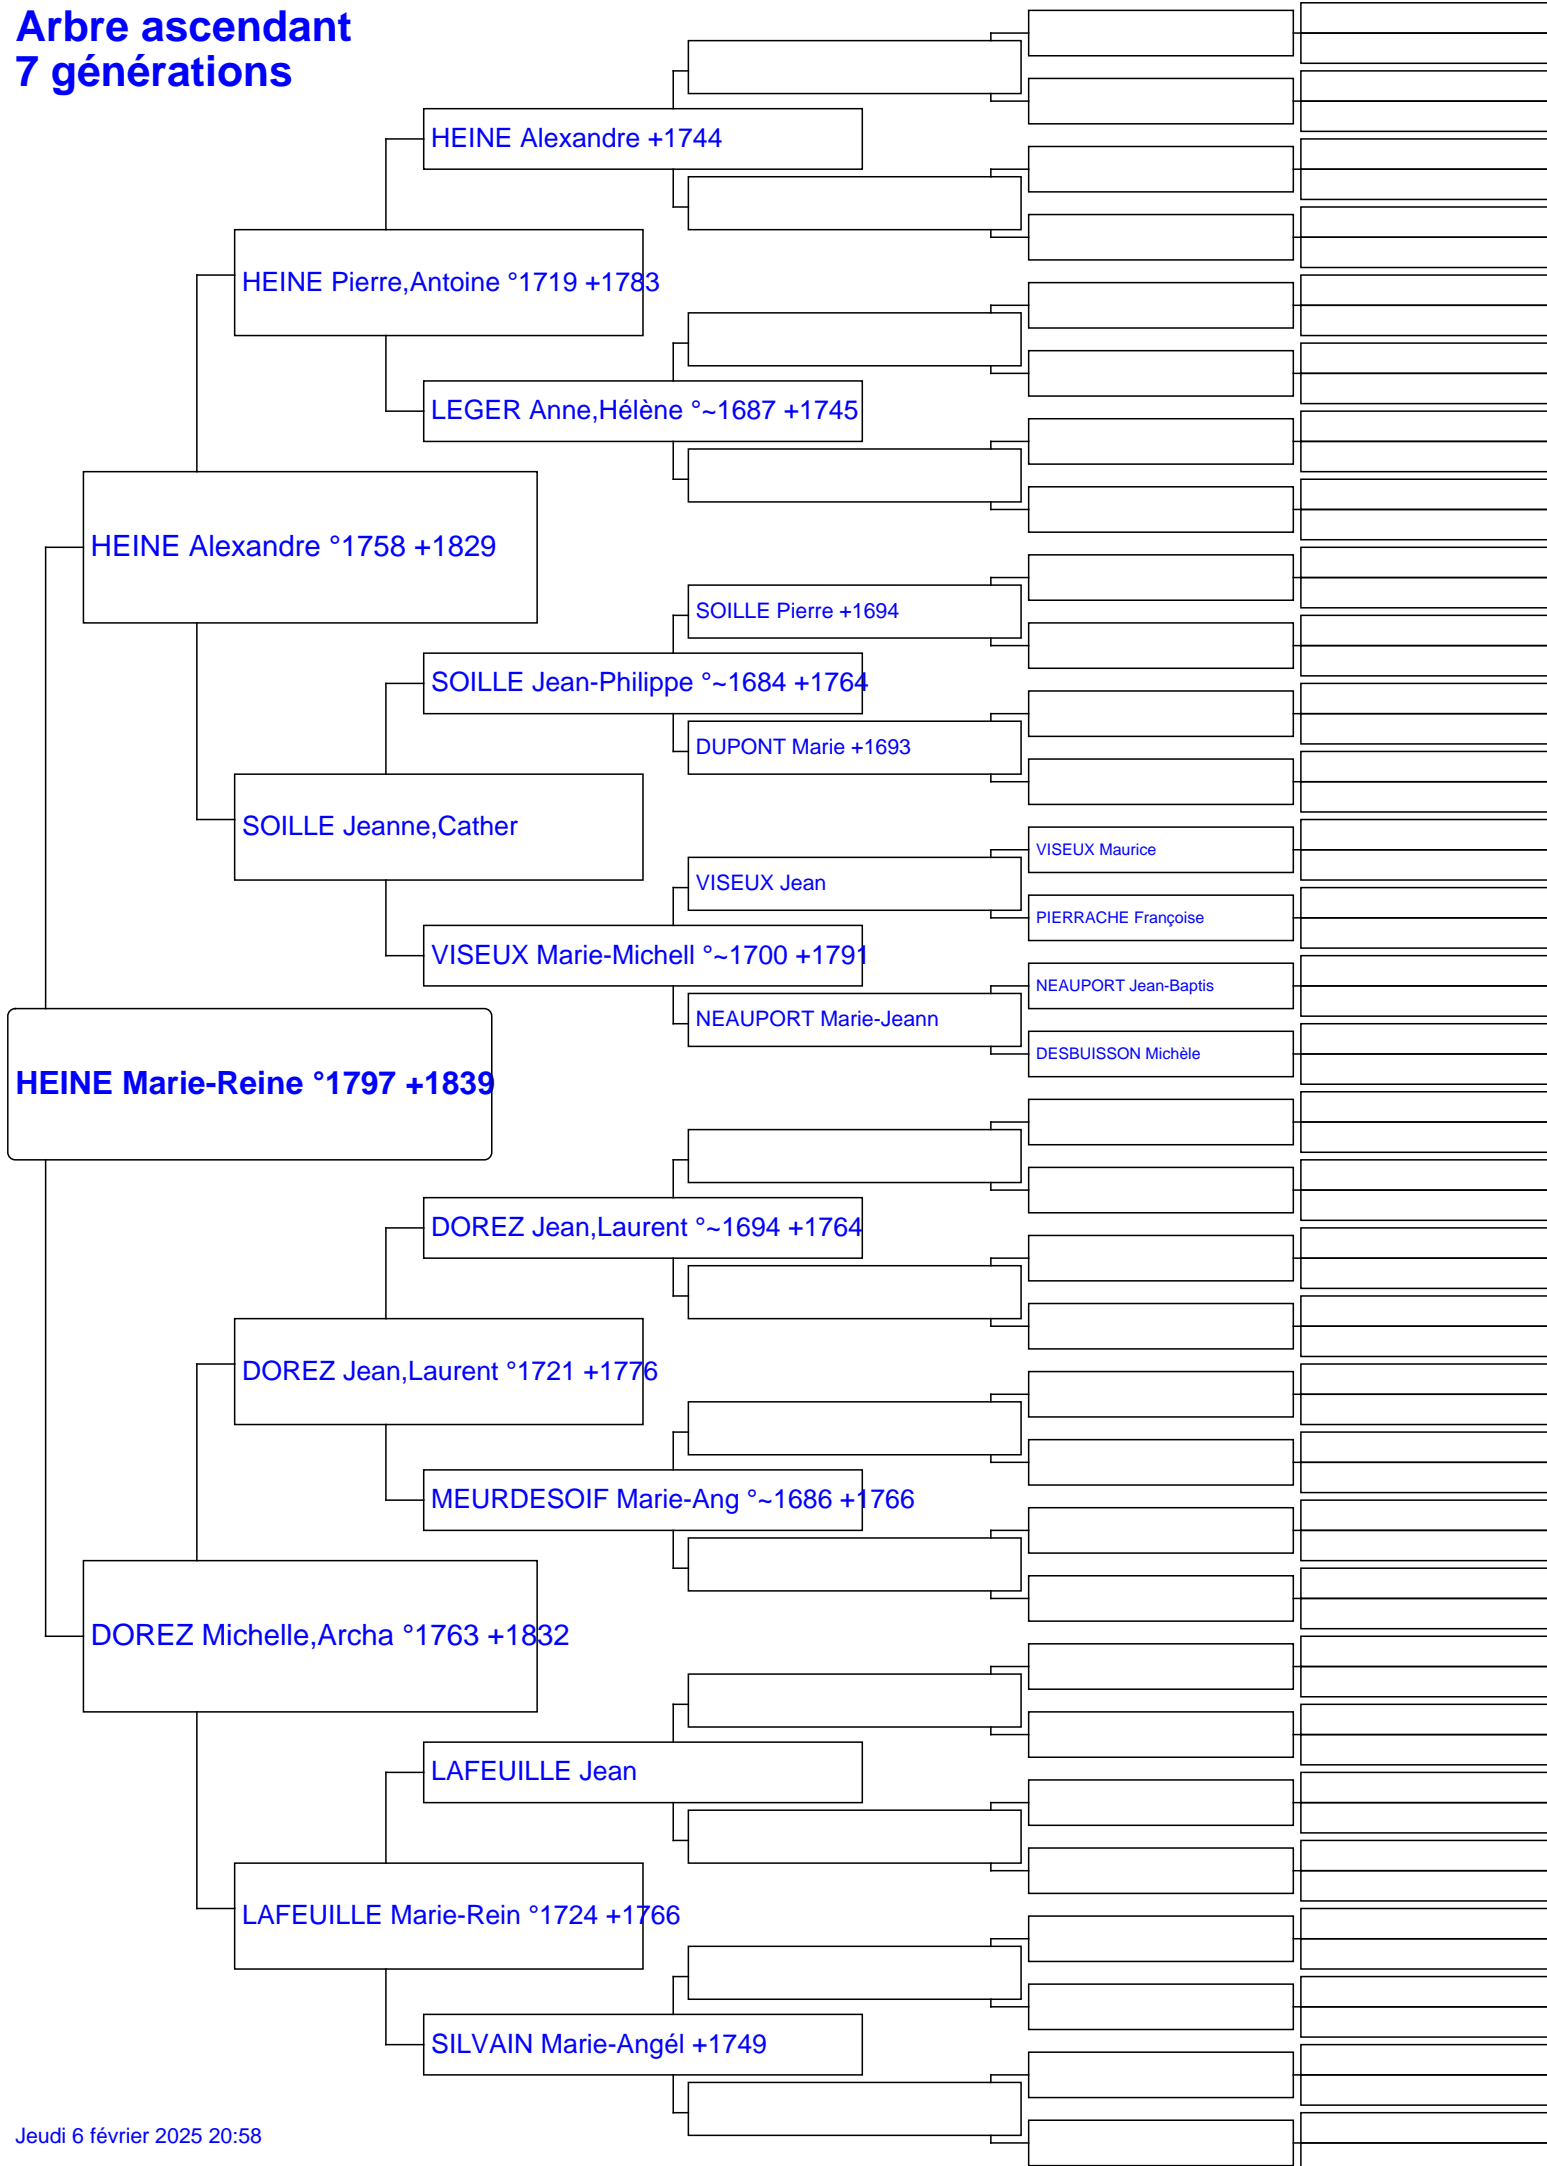 Arbre ascendant
7 générations
HEINE Alexandre +1744
HEINE Pierre,Antoine °1719 +1783
LEGER Anne,Hélène °~1687 +1745
HEINE Alexandre °1758 +1829
SOILLE Pierre +1694
SOILLE Jean-Philippe °~1684 +1764
DUPONT Marie +1693
SOILLE Jeanne,Cather
VISEUX Maurice
VISEUX Jean
PIERRACHE Françoise
VISEUX Marie-Michell °~1700 +1791
NEAUPORT Jean-Baptis
NEAUPORT Marie-Jeann
DESBUISSON Michèle
HEINE Marie-Reine °1797 +1839
DOREZ Jean,Laurent °~1694 +1764
DOREZ Jean,Laurent °1721 +1776
MEURDESOIF Marie-Ang °~1686 +1766
DOREZ Michelle,Archa °1763 +1832
LAFEUILLE Jean
LAFEUILLE Marie-Rein °1724 +1766
SILVAIN Marie-Angél +1749
Jeudi 6 février 2025 20:58